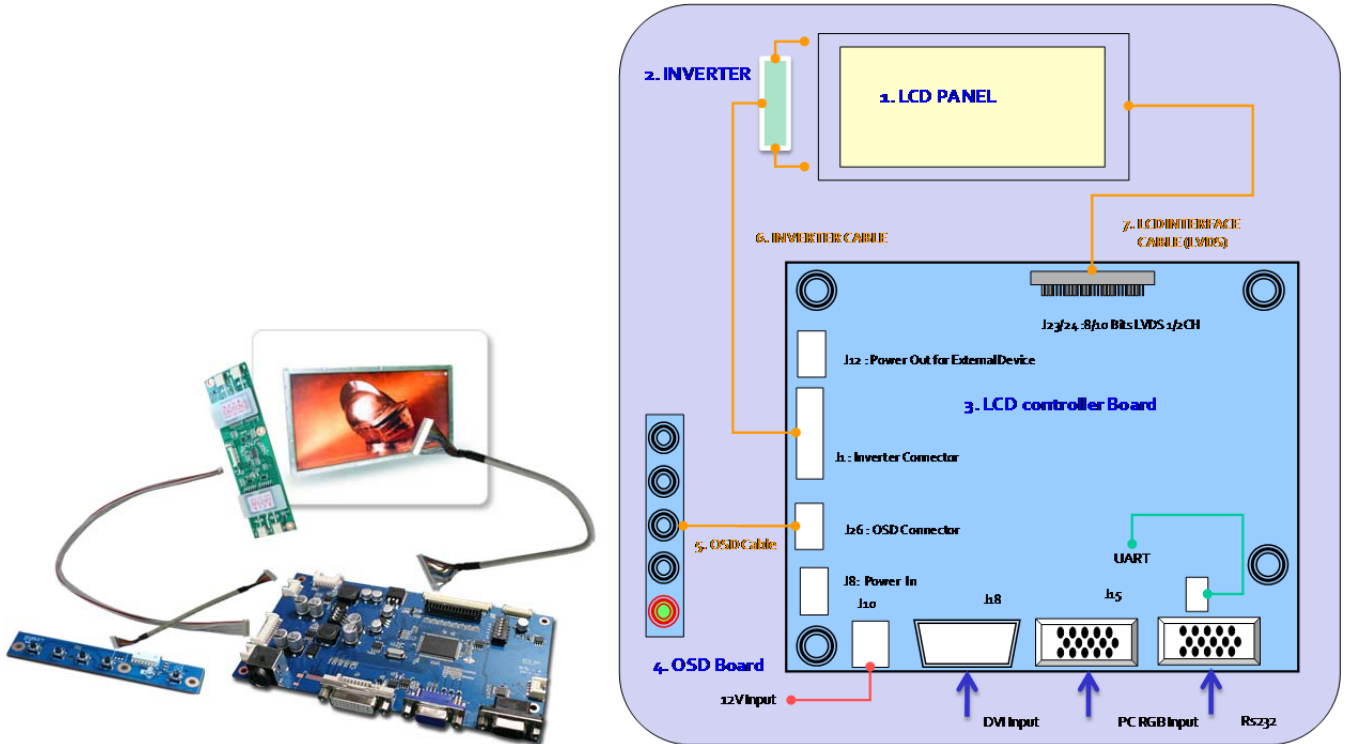 2. INVERTER
1. LCD PANEL
6. INVERTER CABLE
7. LCD INTERFACE
CABLE (LVDS)
J23/24 :8/10 Bits LVDS 1/2CH
J12 : Power Out for External Device
3. LCD controller Board
J1 : Inverter Connector
J26 : OSD Connector
5. OSD Cable
UART
J8: Power In
J10
J18
J15
4. OSD Board
12V Input
DVI Input
PC RGB Input
Rs232